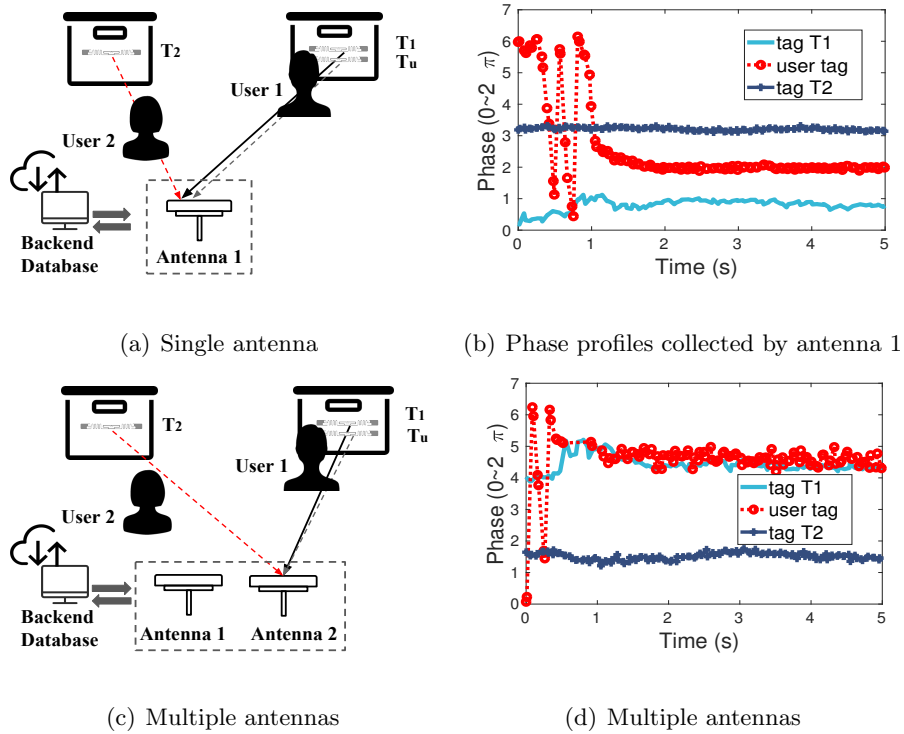 T2
T1
Tu
User 1
User 2
Backend
Database
Antenna 1
(a) Single antenna
7
6
5
4
3
2
1
0
Phase (0~2 π)
tag T1
user tag
tag T2
0 1 2 3 4 5
Time (s)
(b) Phase profiles collected by antenna 1
T2
T1
Tu
User 1
User 2
Backend
Database
Antenna 1
Antenna 2
(c) Multiple antennas
7
6
5
4
3
2
1
0
Phase (0~2 π)
tag T1
user tag
tag T2
0 1 2 3 4 5
Time (s)
(d) Multiple antennas